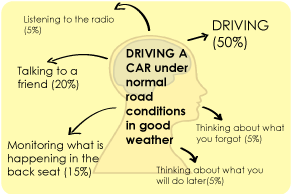 Listening to the radio
(5%)
DRIVING
(50%)
Talking to a
friend (20%)
DRIVING A
CAR under
normal
road
conditions
in good
weather
Monitoring what is
happening in the
back seat (15%)
Thinking about what
you forgot (5%)
Thinking about what you
will do later(5%)